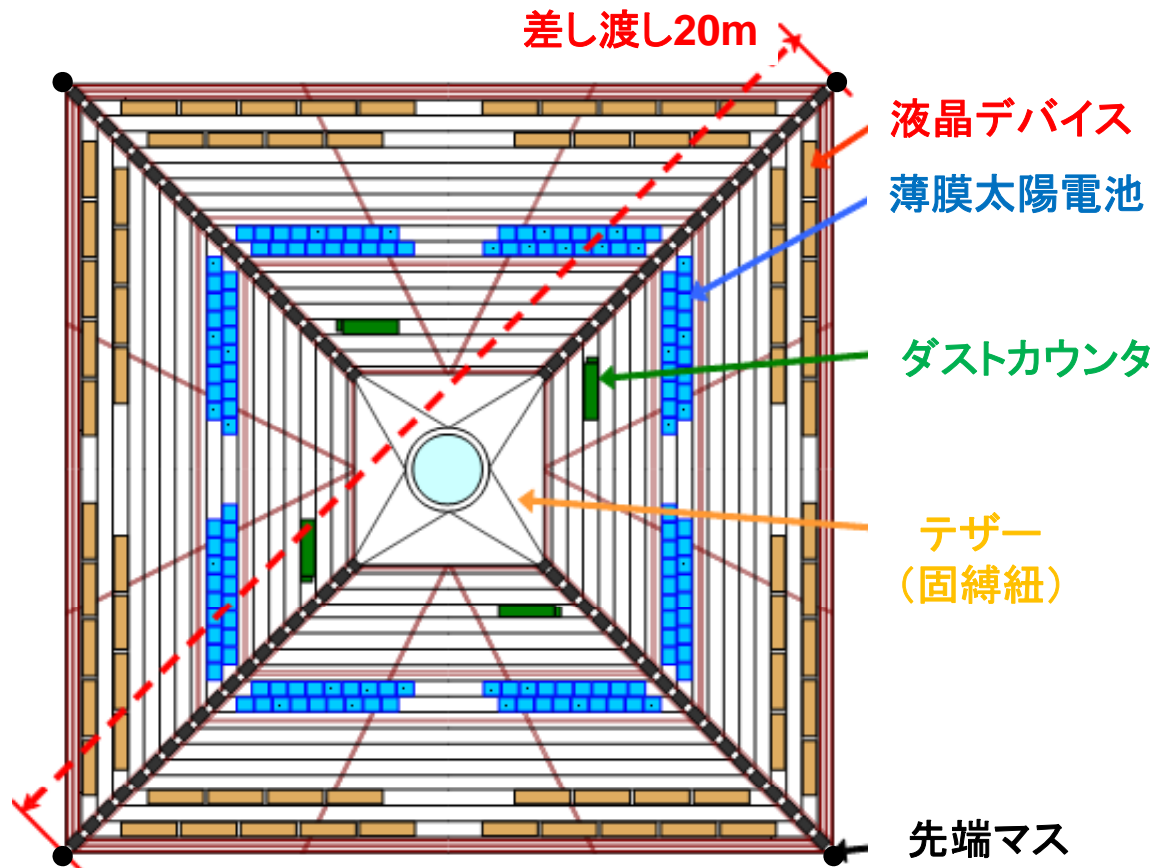 差し渡し20m
液晶デバイス
薄膜太陽電池
ダストカウンタ
テザー
（固縛紐）
先端マス